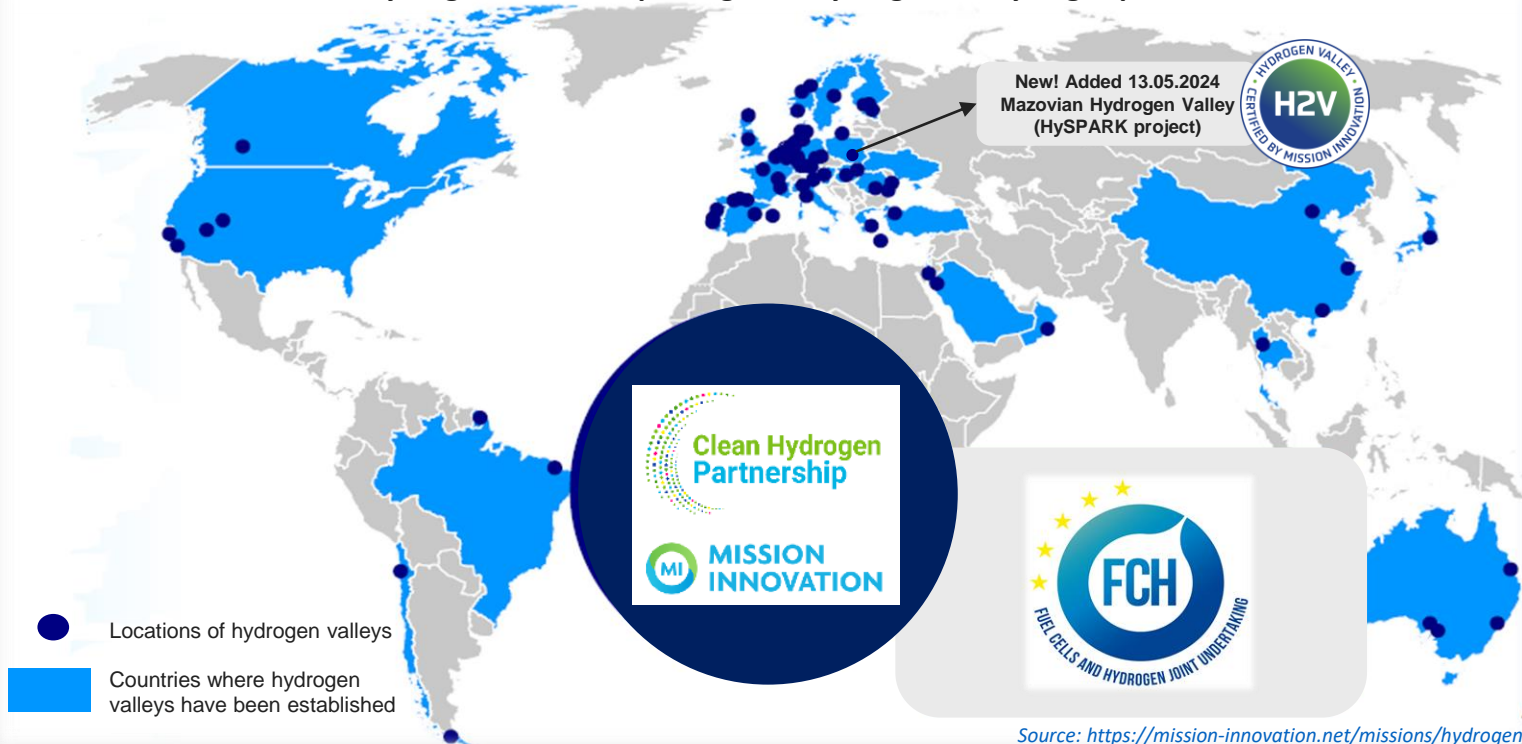 New! Added 13.05.2024
Mazovian Hydrogen Valley
(HySPARK project)
HYDROGEN VALLEY
H2V
CERTIFIED BY MISSION INNOVATION
Clean Hydrogen
Partnership
MI
MISSION
INNOVATION
FCH
FUEL CELLS AND HYDROGEN JOINT UNDERTAKING
Locations of hydrogen valleys
Countries where hydrogen
valleys have been established
Source: https://mission-innovation.net/missions/hydrogen